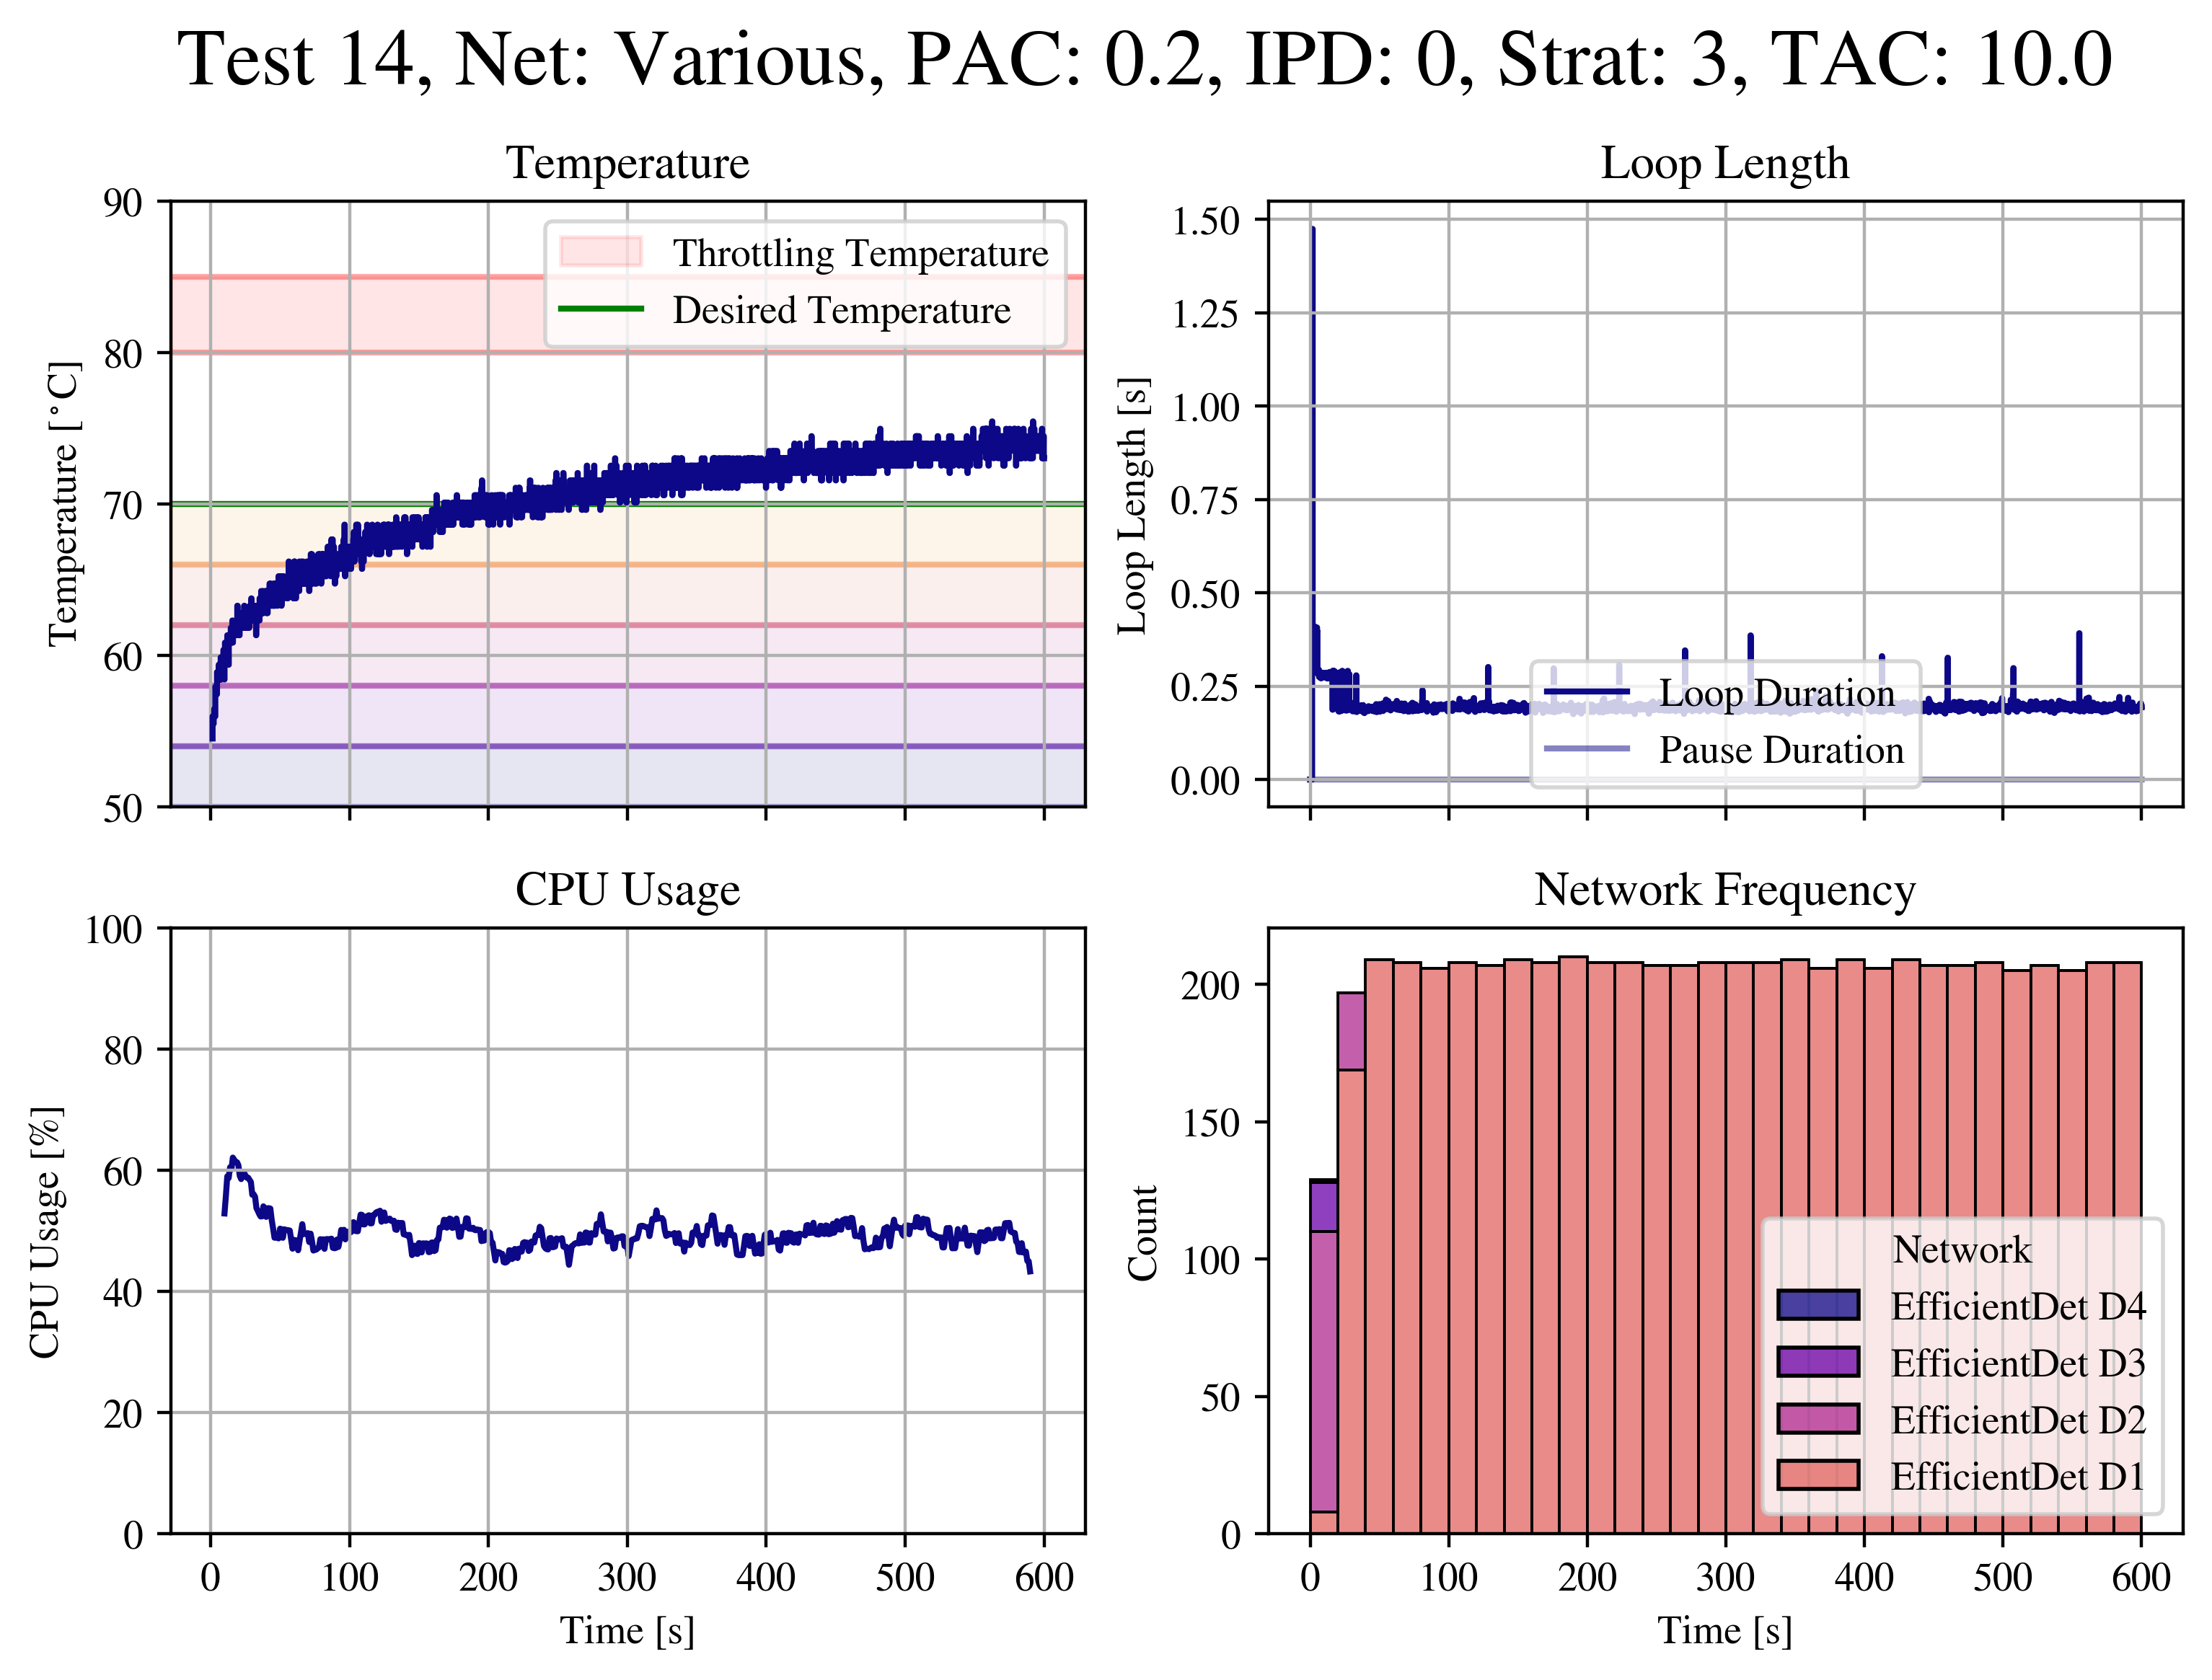 Test 14, Net: Various, PAC: 0.2, IPD: 0, Strat: 3, TAC: 10.0
Temperature
90
80
70
60
50
Temperature [°C]
Throttling Temperature
Desired Temperature
Loop Length
1.50
1.25
1.00
0.75
0.50
0.25
0.00
Loop Length [s]
Loop Duration
Pause Duration
CPU Usage
100
80
60
40
20
0
CPU Usage [%]
0 100 200 300 400 500 600
Time [s]
Network Frequency
200
150
100
50
0
Count
Network
EfficientDet D4
EfficientDet D3
EfficientDet D2
EfficientDet D1
0 100 200 300 400 500 600
Time [s]